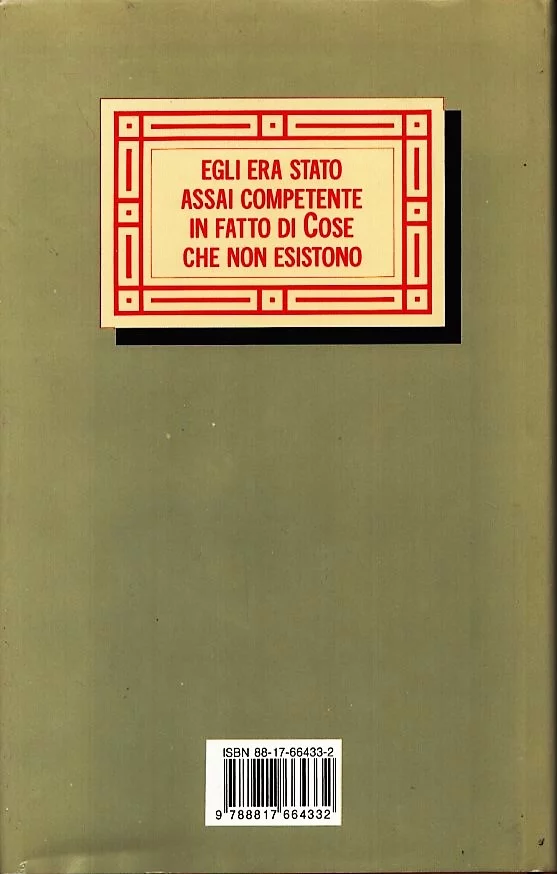 EGLI ERA STATO
ASSAI COMPETENTE
IN FATTO DI COSE
CHE NON ESISTONO
ISBN 88-17-66433-2
9 788817 664332